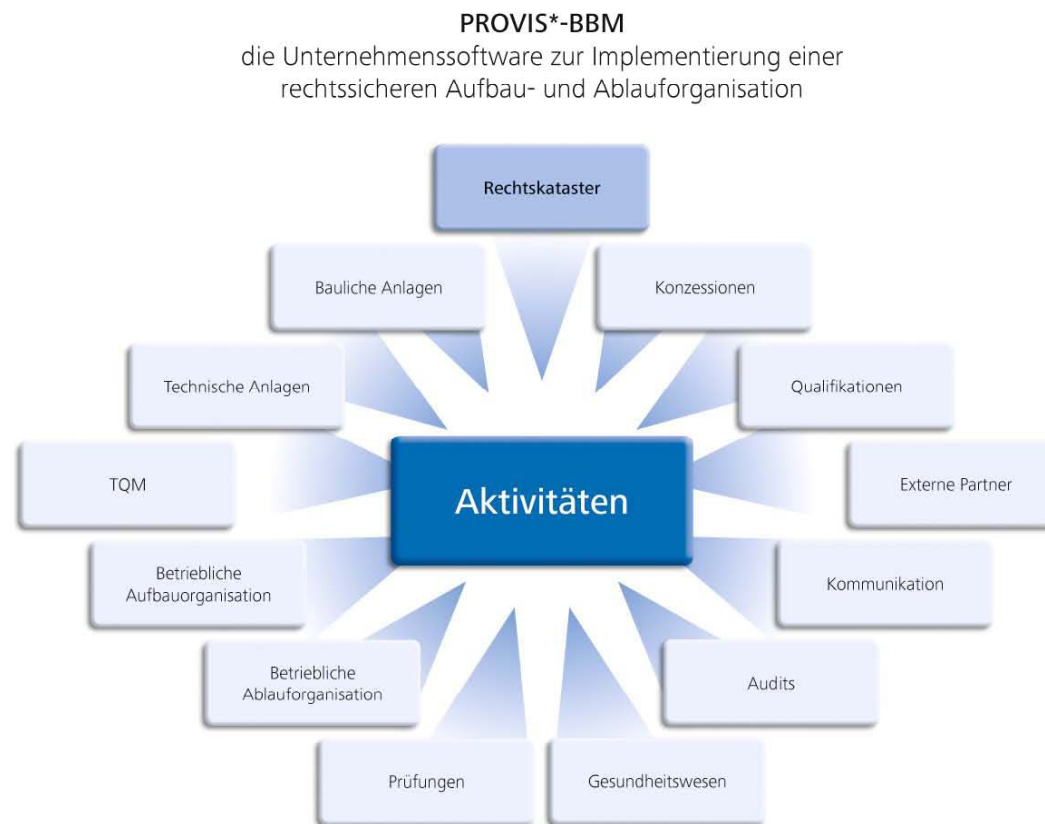 PROVIS*-BBM
die Unternehmenssoftware zur Implementierung einer
rechtssicheren Aufbau- und Ablauforganisation
Rechtskataster
Bauliche Anlagen
Konzessionen
Technische Anlagen
Qualifikationen
TQM
Aktivitäten
Externe Partner
Betriebliche
Aufbauorganisation
Kommunikation
Betriebliche
Ablauforganisation
Audits
Prüfungen
Gesundheitswesen